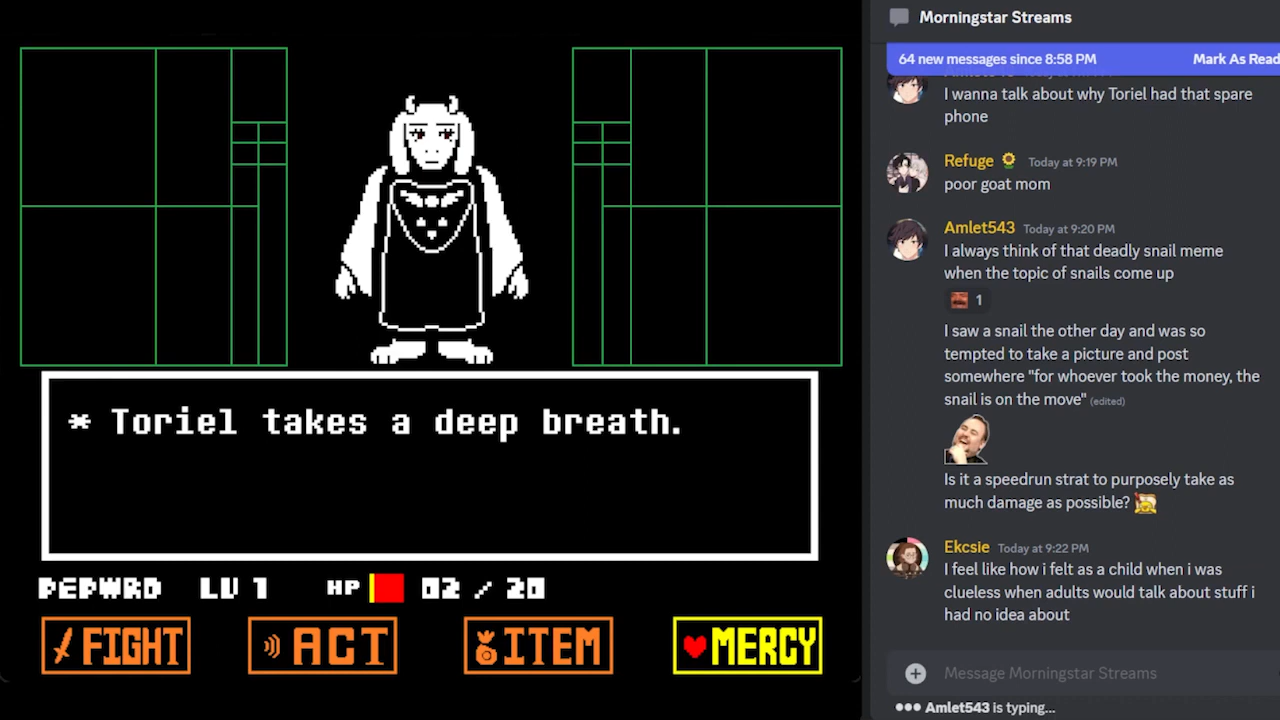 * Toriel takes a deep breath.
PEPWRD LV 1 HP 02 / 20
FIGHT ACT ITEM MERCY
Morningstar Streams
64 new messages since 8:58 PM Mark As Read
I wanna talk about why Toriel had that spare
phone
Refuge Today at 9:19 PM
poor goat mom
Amlet543 Today at 9:20 PM
I always think of that deadly snail meme
when the topic of snails come up
1
I saw a snail the other day and was so
tempted to take a picture and post
somewhere "for whoever took the money, the
snail is on the move" (edited)
Is it a speedrun strat to purposely take as
much damage as possible?
Ekcsie Today at 9:22 PM
I feel like how i felt as a child when i was
clueless when adults would talk about stuff i
had no idea about
Message Morningstar Streams
Amlet543 is typing...